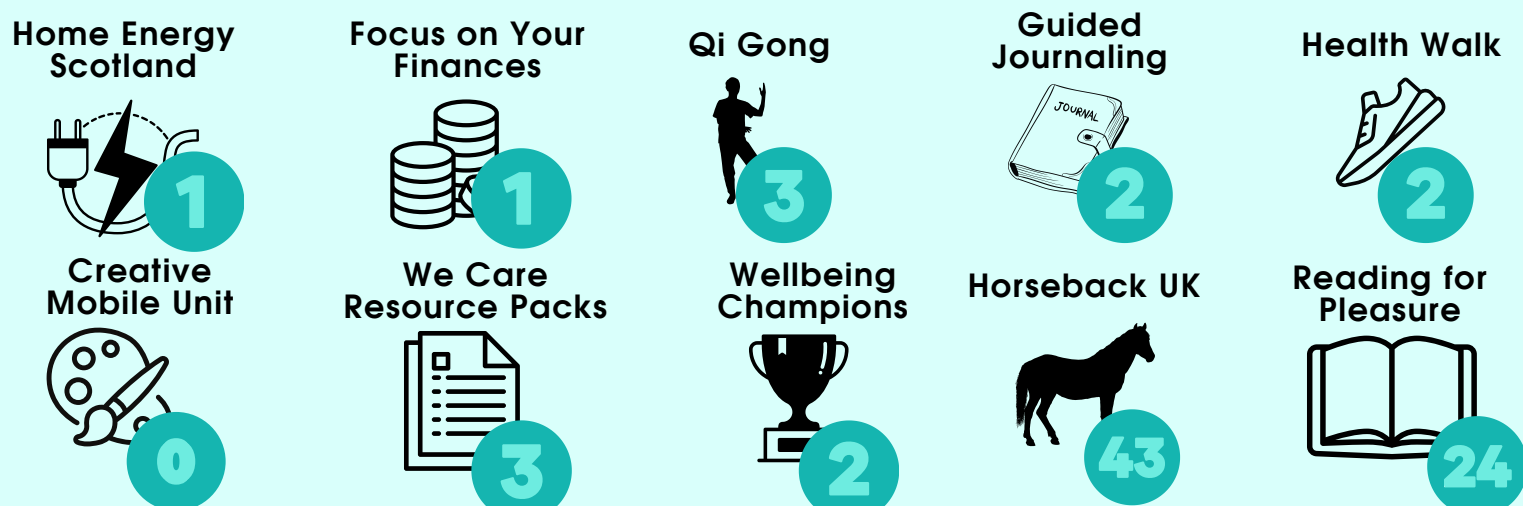 Home Energy
Scotland
1
Focus on Your
Finances
1
Qi Gong
3
Guided
Journaling
JOURNAL
2
Health Walk
2
Creative
Mobile Unit
0
We Care
Resource Packs
3
Wellbeing
Champions
2
Horseback UK
43
Reading for
Pleasure
24